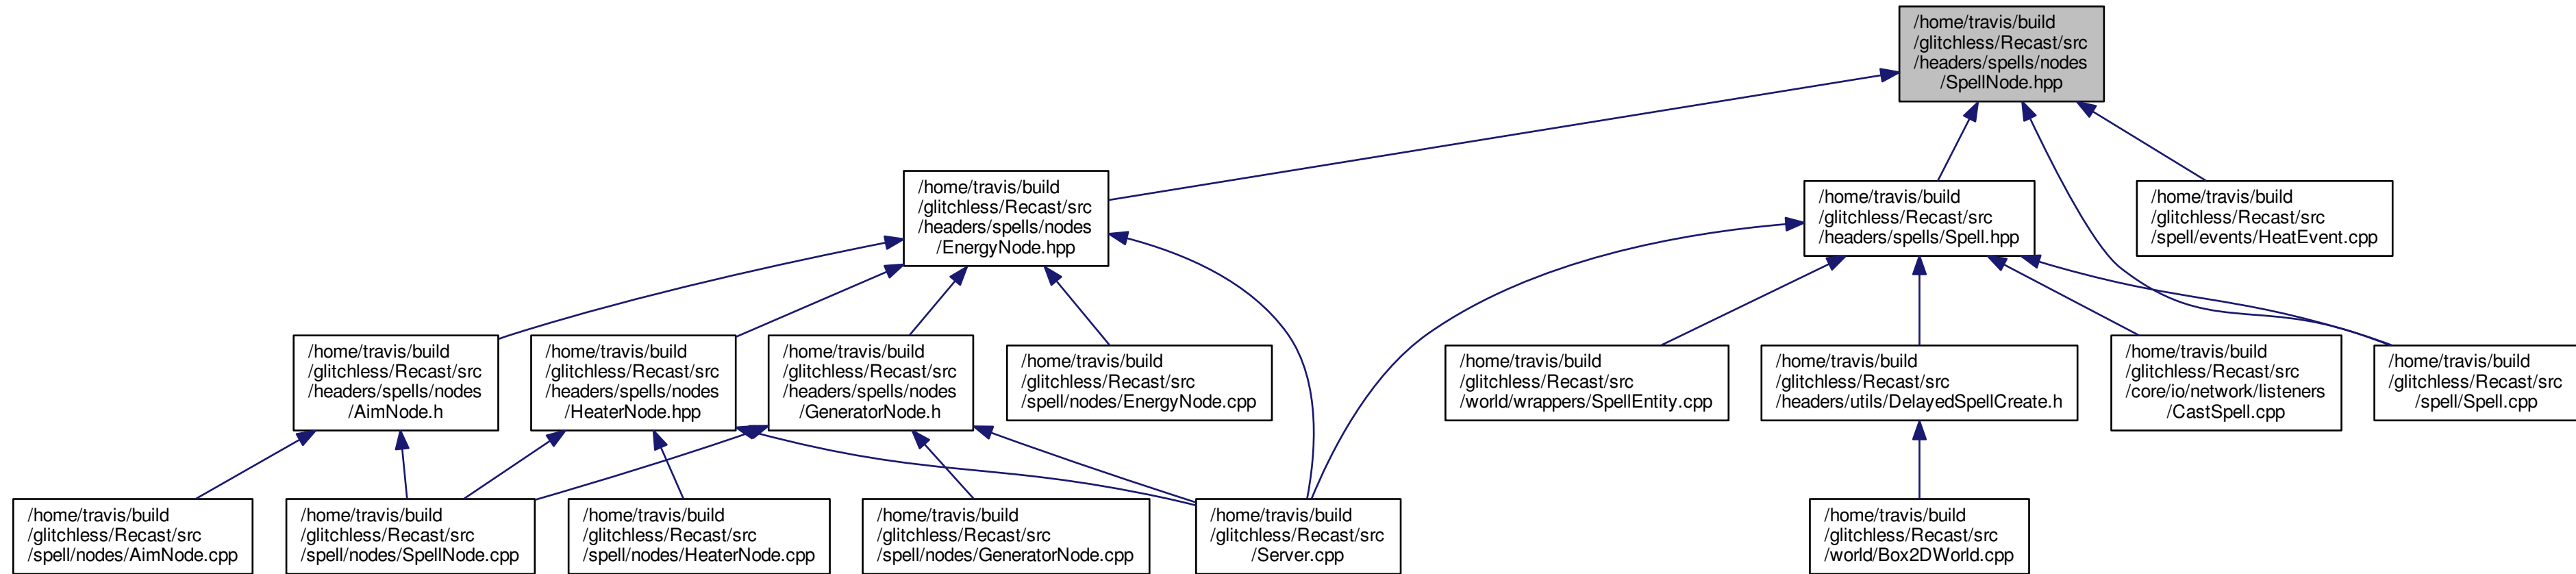 /home/travis/build
/glitchless/Recast/src
/headers/spells/nodes
/SpellNode.hpp
/home/travis/build
/glitchless/Recast/src
/headers/spells/nodes
/EnergyNode.hpp
/home/travis/build
/glitchless/Recast/src
/headers/spells/Spell.hpp
/home/travis/build
/glitchless/Recast/src
/spell/events/HeatEvent.cpp
/home/travis/build
/glitchless/Recast/src
/headers/spells/nodes
/AimNode.h
/home/travis/build
/glitchless/Recast/src
/headers/spells/nodes
/HeaterNode.hpp
/home/travis/build
/glitchless/Recast/src
/headers/spells/nodes
/GeneratorNode.h
/home/travis/build
/glitchless/Recast/src
/spell/nodes/EnergyNode.cpp
/home/travis/build
/glitchless/Recast/src
/world/wrappers/SpellEntity.cpp
/home/travis/build
/glitchless/Recast/src
/headers/utils/DelayedSpellCreate.h
/home/travis/build
/glitchless/Recast/src
/core/io/network/listeners
/CastSpell.cpp
/home/travis/build
/glitchless/Recast/src
/spell/Spell.cpp
/home/travis/build
/glitchless/Recast/src
/spell/nodes/AimNode.cpp
/home/travis/build
/glitchless/Recast/src
/spell/nodes/SpellNode.cpp
/home/travis/build
/glitchless/Recast/src
/spell/nodes/HeaterNode.cpp
/home/travis/build
/glitchless/Recast/src
/spell/nodes/GeneratorNode.cpp
/home/travis/build
/glitchless/Recast/src
/Server.cpp
/home/travis/build
/glitchless/Recast/src
/world/Box2DWorld.cpp